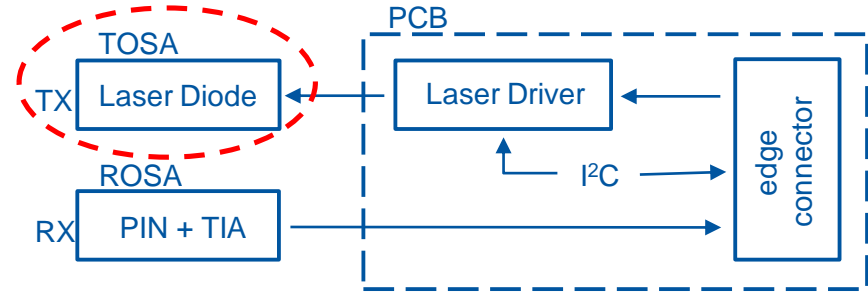 PCB
TOSA
TX
Laser Diode
Laser Driver
edge
connector
I²C
ROSA
RX
PIN + TIA